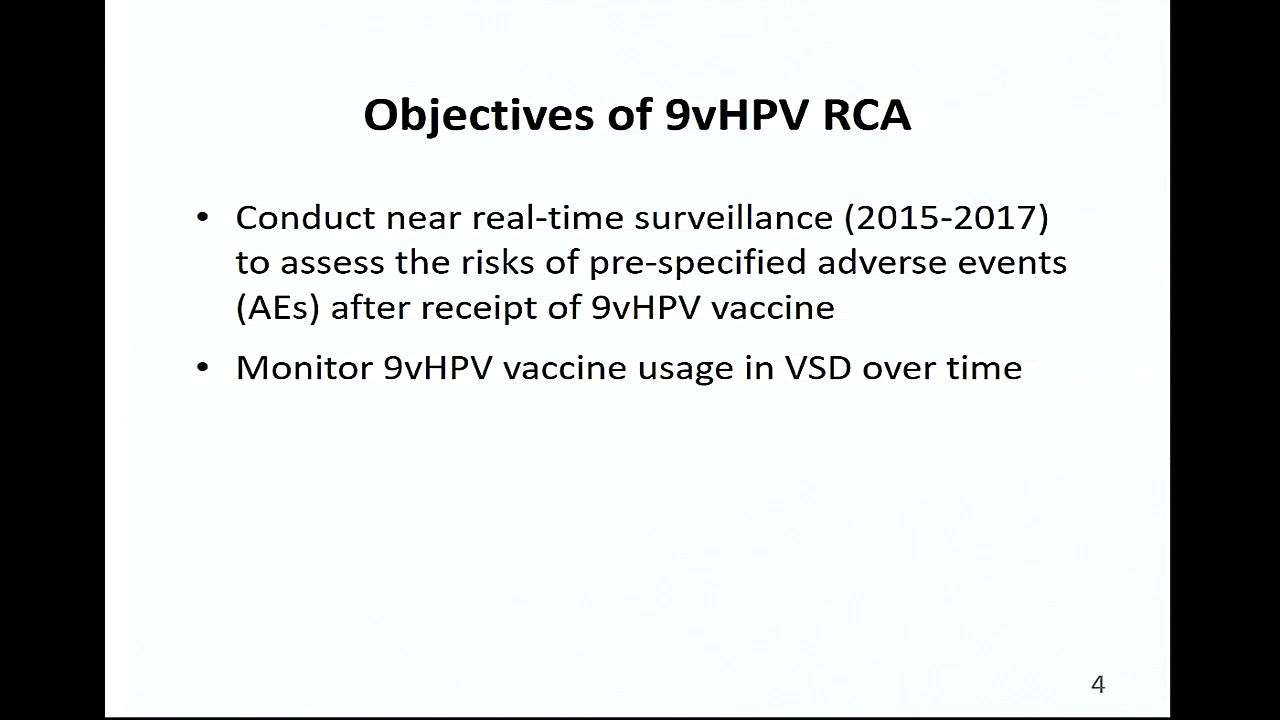 Objectives of 9vHPV RCA
• Conduct near real-time surveillance (2015-2017)
to assess the risks of pre-specified adverse events
(AEs) after receipt of 9vHPV vaccine
• Monitor 9vHPV vaccine usage in VSD over time
4